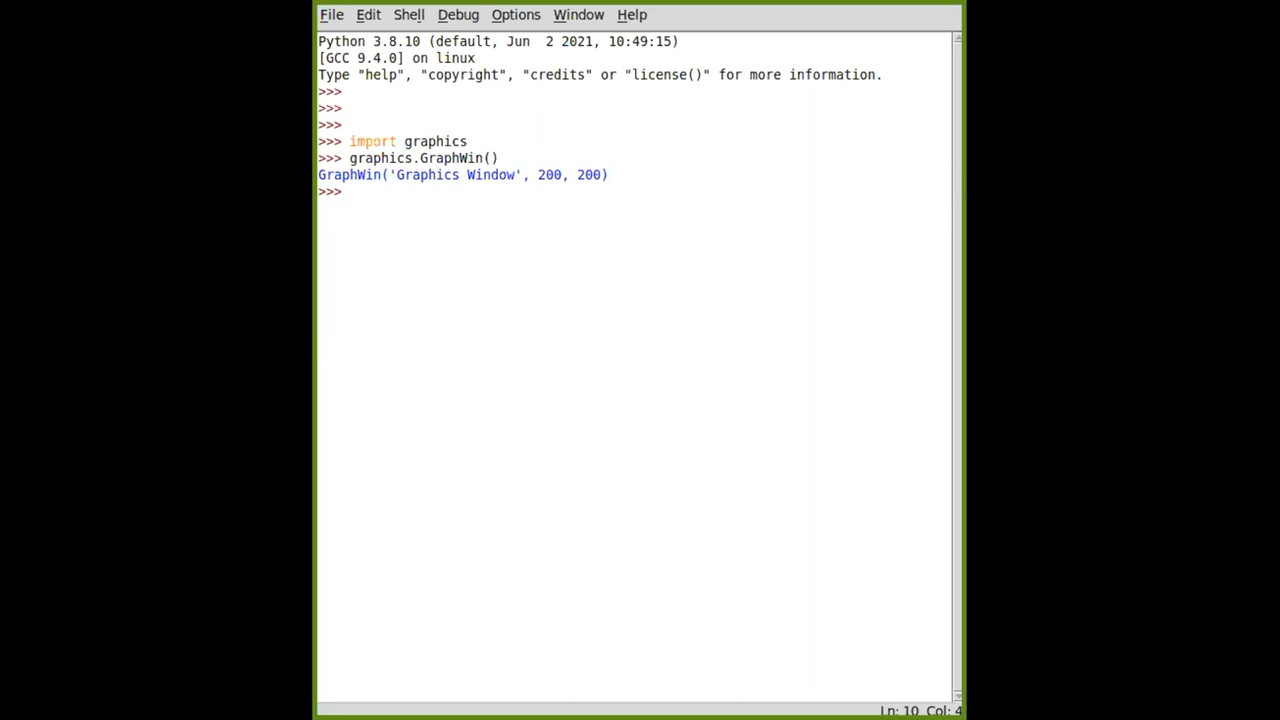 File Edit Shell Debug Options Window Help
Python 3.8.10 (default, Jun  2 2021, 10:49:15)
[GCC 9.4.0] on linux
Type "help", "copyright", "credits" or "license()" for more information.
>>>
>>>
>>>
>>> import graphics
>>> graphics.GraphWin()
GraphWin('Graphics Window', 200, 200)
>>>
Ln: 10 Col: 4